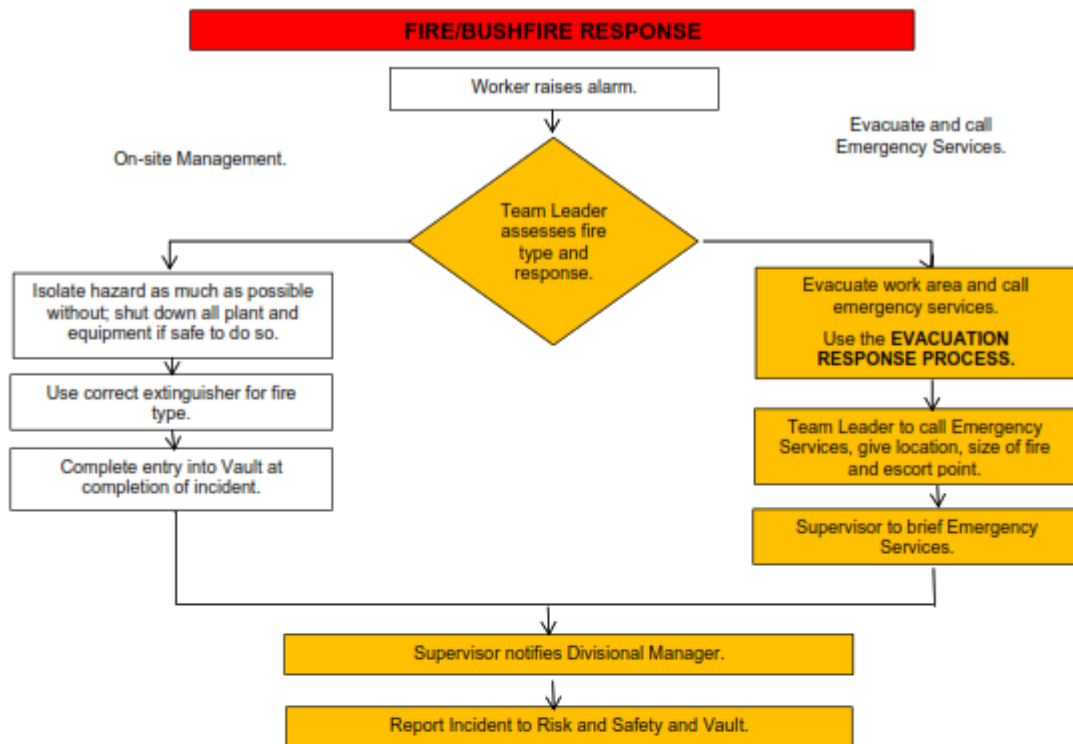 FIRE/BUSHFIRE RESPONSE
Worker raises alarm.
Evacuate and call
Emergency Services.
On-site Management.
Team Leader
assesses fire
type and
response.
Isolate hazard as much as possible
without; shut down all plant and
equipment if safe to do so.
Use correct extinguisher for fire
type.
Complete entry into Vault at
completion of incident.
Evacuate work area and call
emergency services.
Use the EVACUATION
RESPONSE PROCESS.
Team Leader to call Emergency
Services, give location, size of fire
and escort point.
Supervisor to brief Emergency
Services.
Supervisor notifies Divisional Manager.
Report Incident to Risk and Safety and Vault.